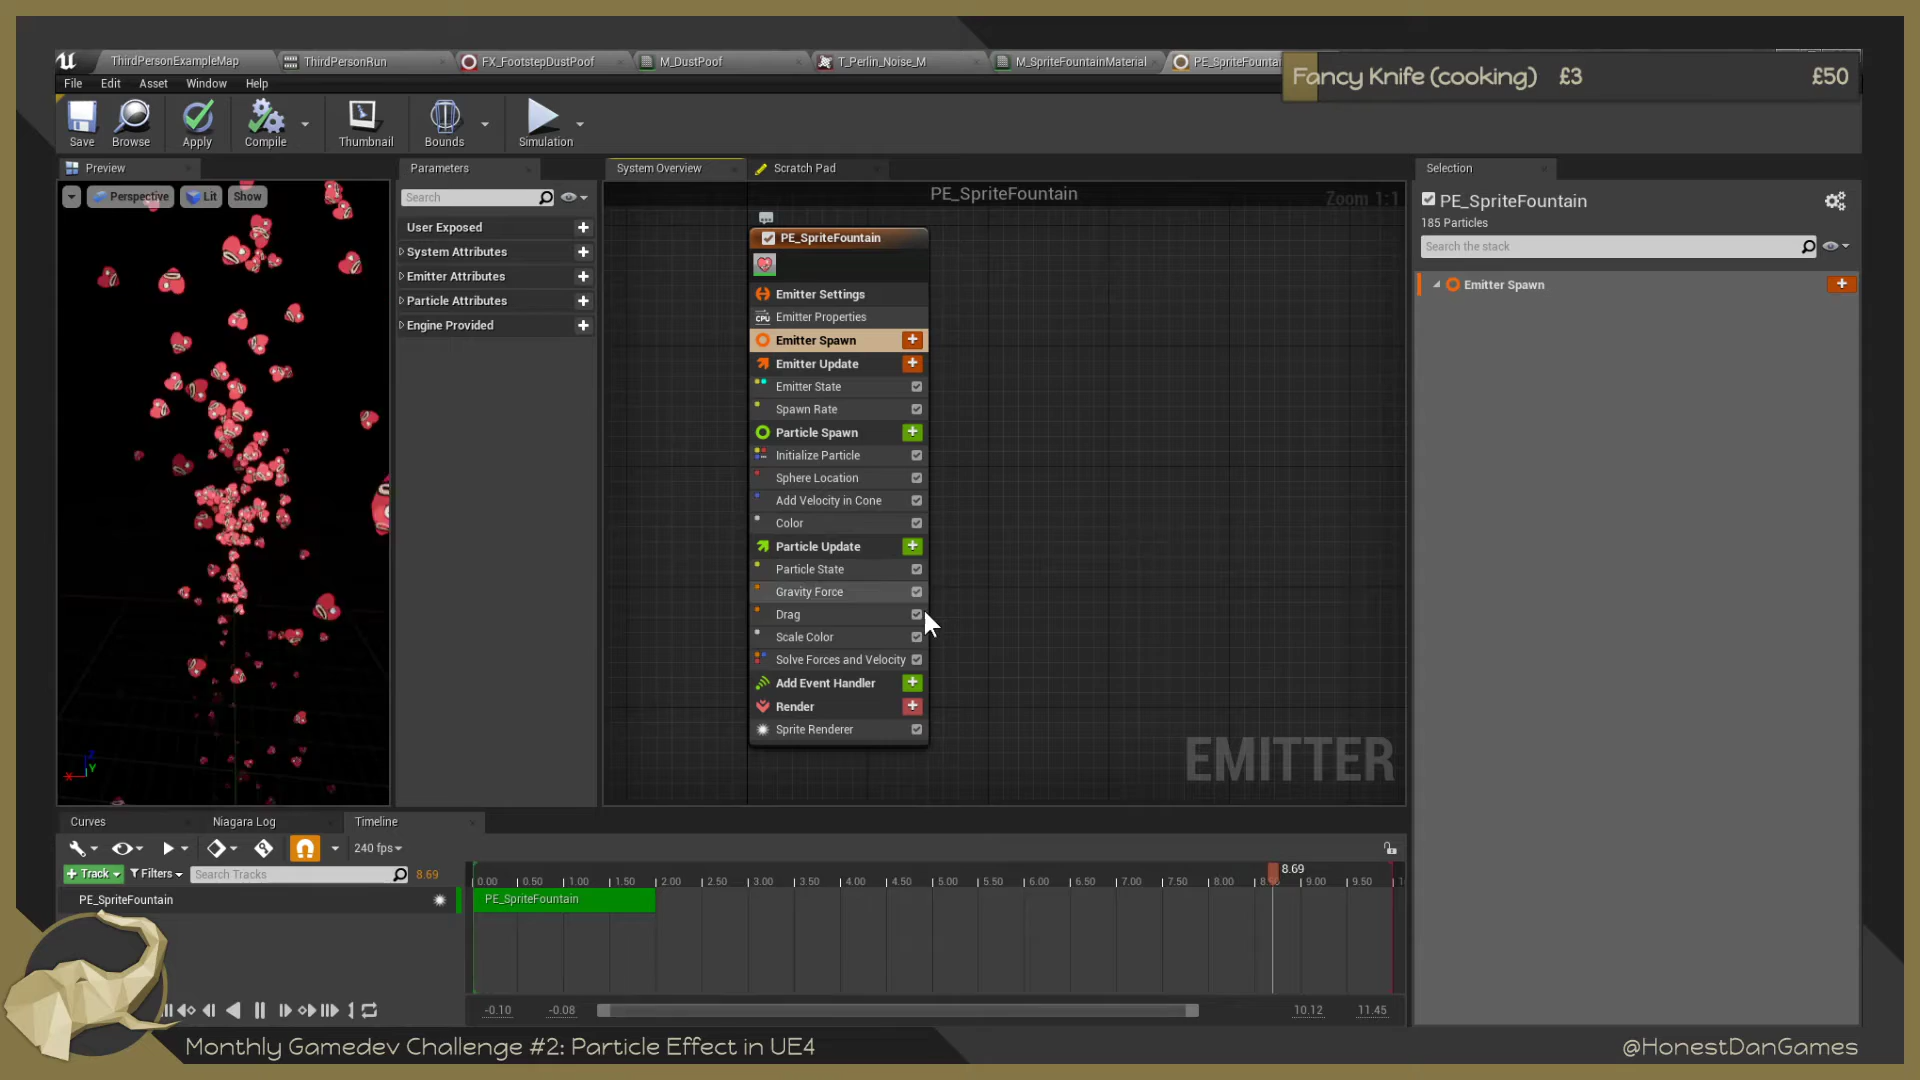 ThirdPersonExampleMap
ThirdPersonRun
FX_FootstepDustPoof
M_DustPoof
T_Perlin_Noise_M
M_SpriteFountainMaterial
PE_SpriteFountain
Fancy Knife (cooking) £3 £50
File Edit Asset Window Help
Save Browse Apply Compile Thumbnail Bounds Simulation
Preview
Parameters
System Overview
Scratch Pad
Selection
Perspective Lit Show
Search
User Exposed
System Attributes
Emitter Attributes
Particle Attributes
Engine Provided
PE_SpriteFountain
Zoom 1:1
PE_SpriteFountain
Emitter Settings
CPU Emitter Properties
Emitter Spawn
Emitter Update
Emitter State
Spawn Rate
Particle Spawn
Initialize Particle
Sphere Location
Add Velocity in Cone
Color
Particle Update
Particle State
Gravity Force
Drag
Scale Color
Solve Forces and Velocity
Add Event Handler
Render
Sprite Renderer
EMITTER
PE_SpriteFountain
185 Particles
Search the stack
Emitter Spawn
Z
X Y
Curves
Niagara Log
Timeline
240 fps
Track Filters Search Tracks 8.69
8.69
0.00 0.50 1.00 1.50 2.00 2.50 3.00 3.50 4.00 4.50 5.00 5.50 6.00 6.50 7.00 7.50 8.00 9.00 9.50
PE_SpriteFountain
PE_SpriteFountain
-0.10 -0.08 10.12 11.45
Monthly Gamedev Challenge #2: Particle Effect in UE4
@HonestDanGames